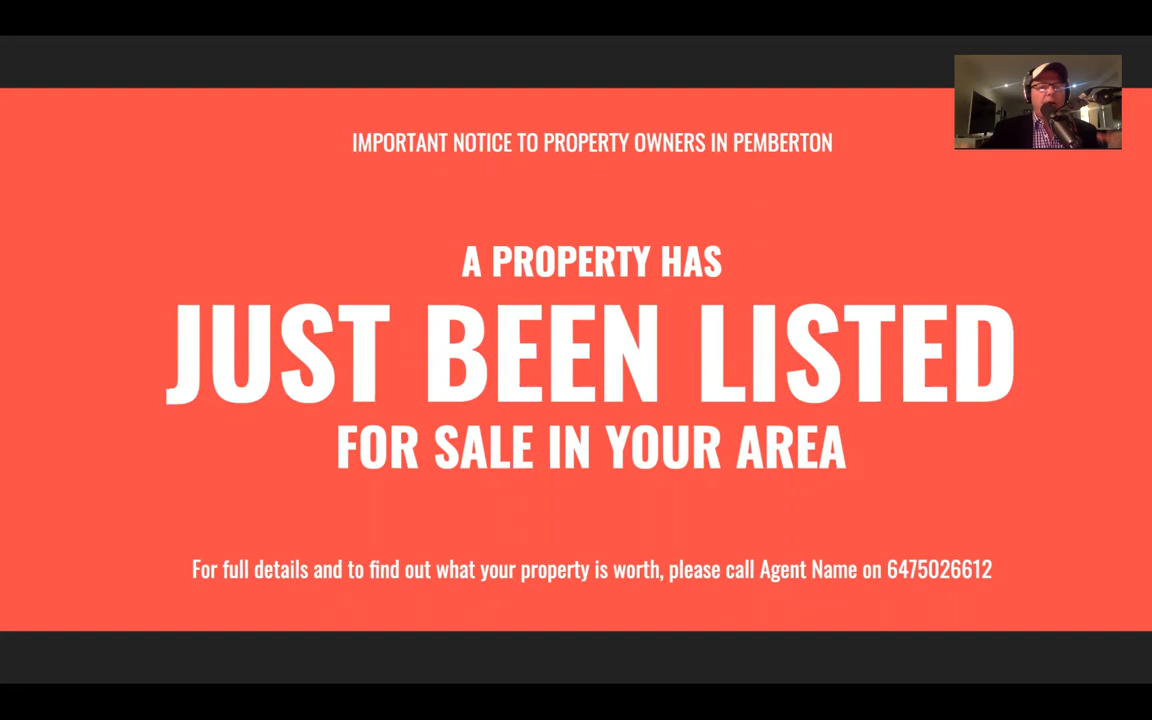 IMPORTANT NOTICE TO PROPERTY OWNERS IN PEMBERTON
A PROPERTY HAS
JUST BEEN LISTED
FOR SALE IN YOUR AREA
For full details and to find out what your property is worth, please call Agent Name on 6475026612